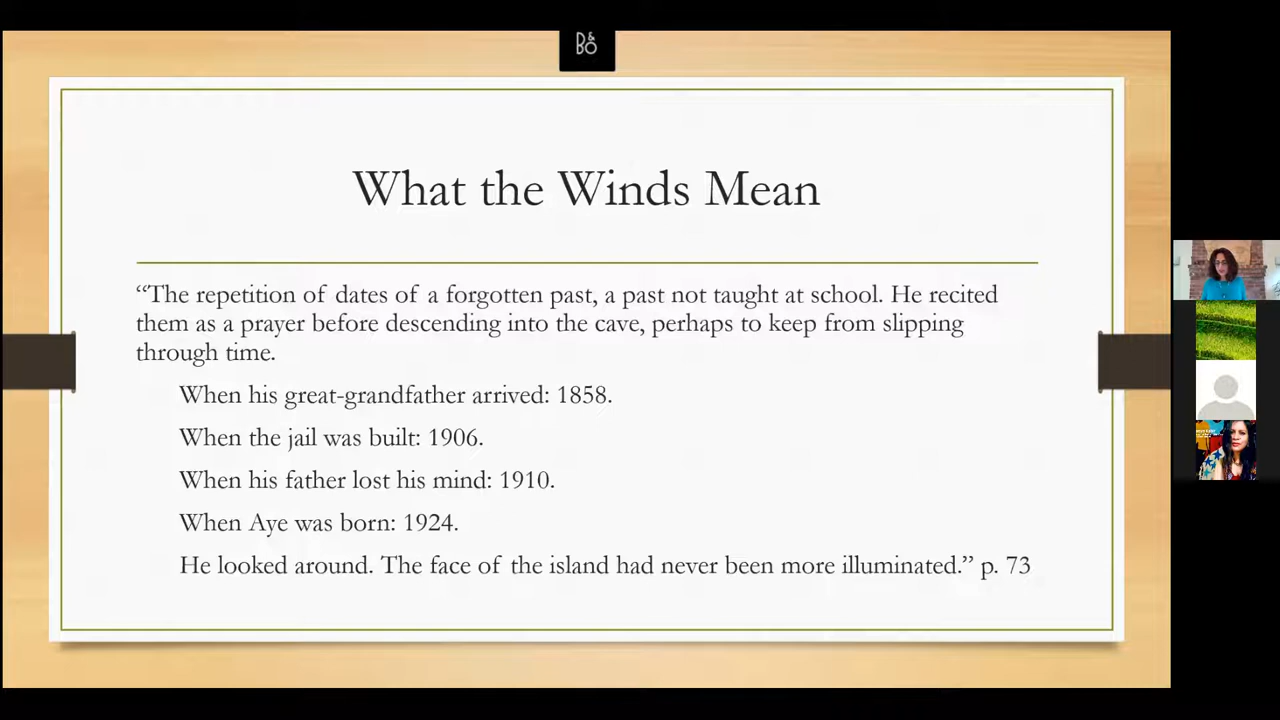 B&O
What the Winds Mean
“The repetition of dates of a forgotten past, a past not taught at school. He recited
them as a prayer before descending into the cave, perhaps to keep from slipping
through time.
When his great-grandfather arrived: 1858.
When the jail was built: 1906.
When his father lost his mind: 1910.
When Aye was born: 1924.
He looked around. The face of the island had never been more illuminated.” p. 73